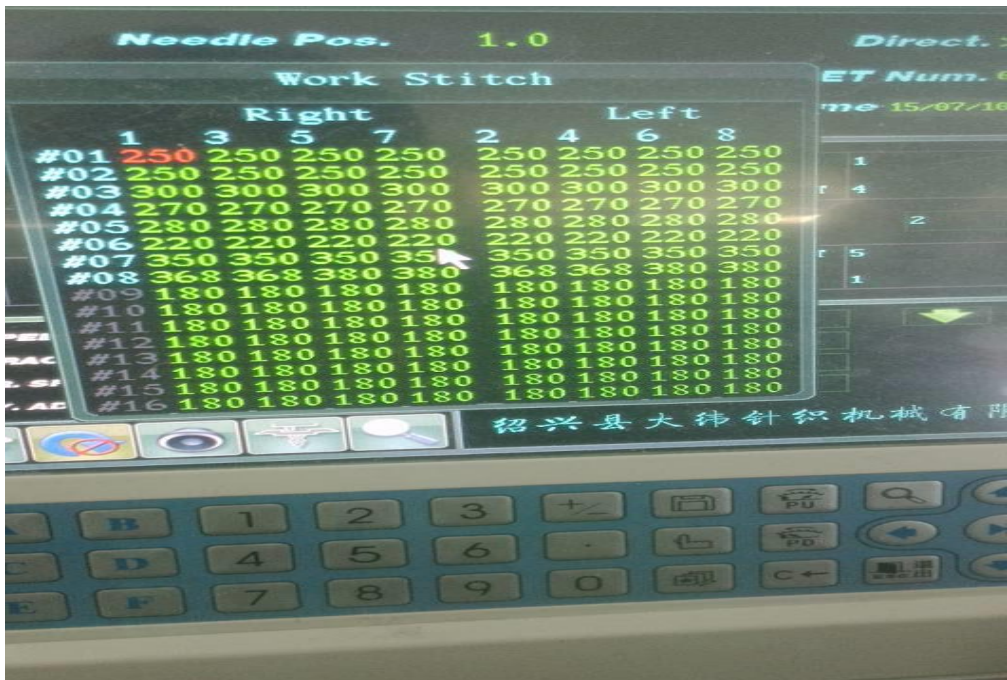 Needle Pos. 1.0 Direct.
Work Stitch
ET Num.
Right Left
me 15/07/18
1 3 5 7 2 4 6 8
#01 250 250 250 250 250 250 250 250
#02 250 250 250 250 250 250 250 250
#03 300 300 300 300 300 300 300 300
#04 270 270 270 270 270 270 270 270
#05 280 280 280 280 280 280 280 280
#06 220 220 220 220 220 220 220 220
#07 350 350 350 35 350 350 350 350
#08 368 368 380 380 368 368 380 380
#09 180 180 180 180 180 180 180 180
#10 180 180 180 180 180 180 180 180
#11 180 180 180 180 180 180 180 180
#12 180 180 180 180 180 180 180 180
#13 180 180 180 180 180 180 180 180
#14 180 180 180 180 180 180 180 180
#15 180 180 180 180 180 180 180 180
#16 180 180 180 180 180 180 180 180
1
4
2
5
1
绍兴县大纬针织机械有限
A B 1 2 3 +/- PU
C D 4 5 6 . PD
E F 7 8 9 0 C←